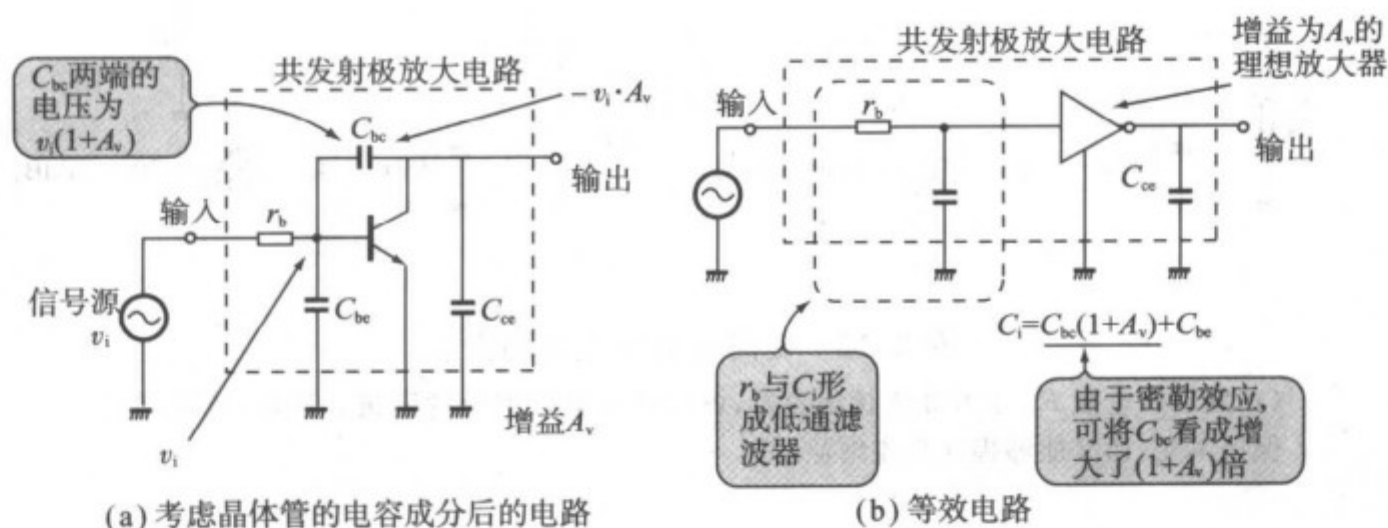 C_bc两端的
电压为
v_i(1+A_v)
共发射极放大电路
-v_i·A_v
C_bc
输出
输入
r_b
信号源
v_i
C_be
C_ce
增益A_v
v_i
(a) 考虑晶体管的电容成分后的电路
共发射极放大电路
增益为A_v的
理想放大器
输入
r_b
输出
C_ce
C_i=C_bc(1+A_v)+C_be
r_b与C_i形
成低通滤
波器
由于密勒效应,
可将C_bc看成增
大了(1+A_v)倍
(b) 等效电路